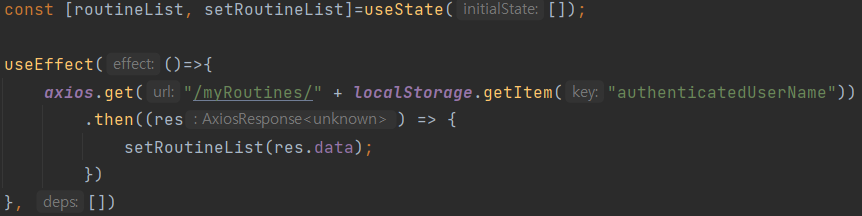 const [routineList, setRoutineList]=useState( initialState: []);
useEffect( effect: ()=>{
axios.get( url: "/myRoutines/" + localStorage.getItem( key: "authenticatedUserName"))
.then((res : AxiosResponse<unknown> ) => {
setRoutineList(res.data);
})
}, deps: [])